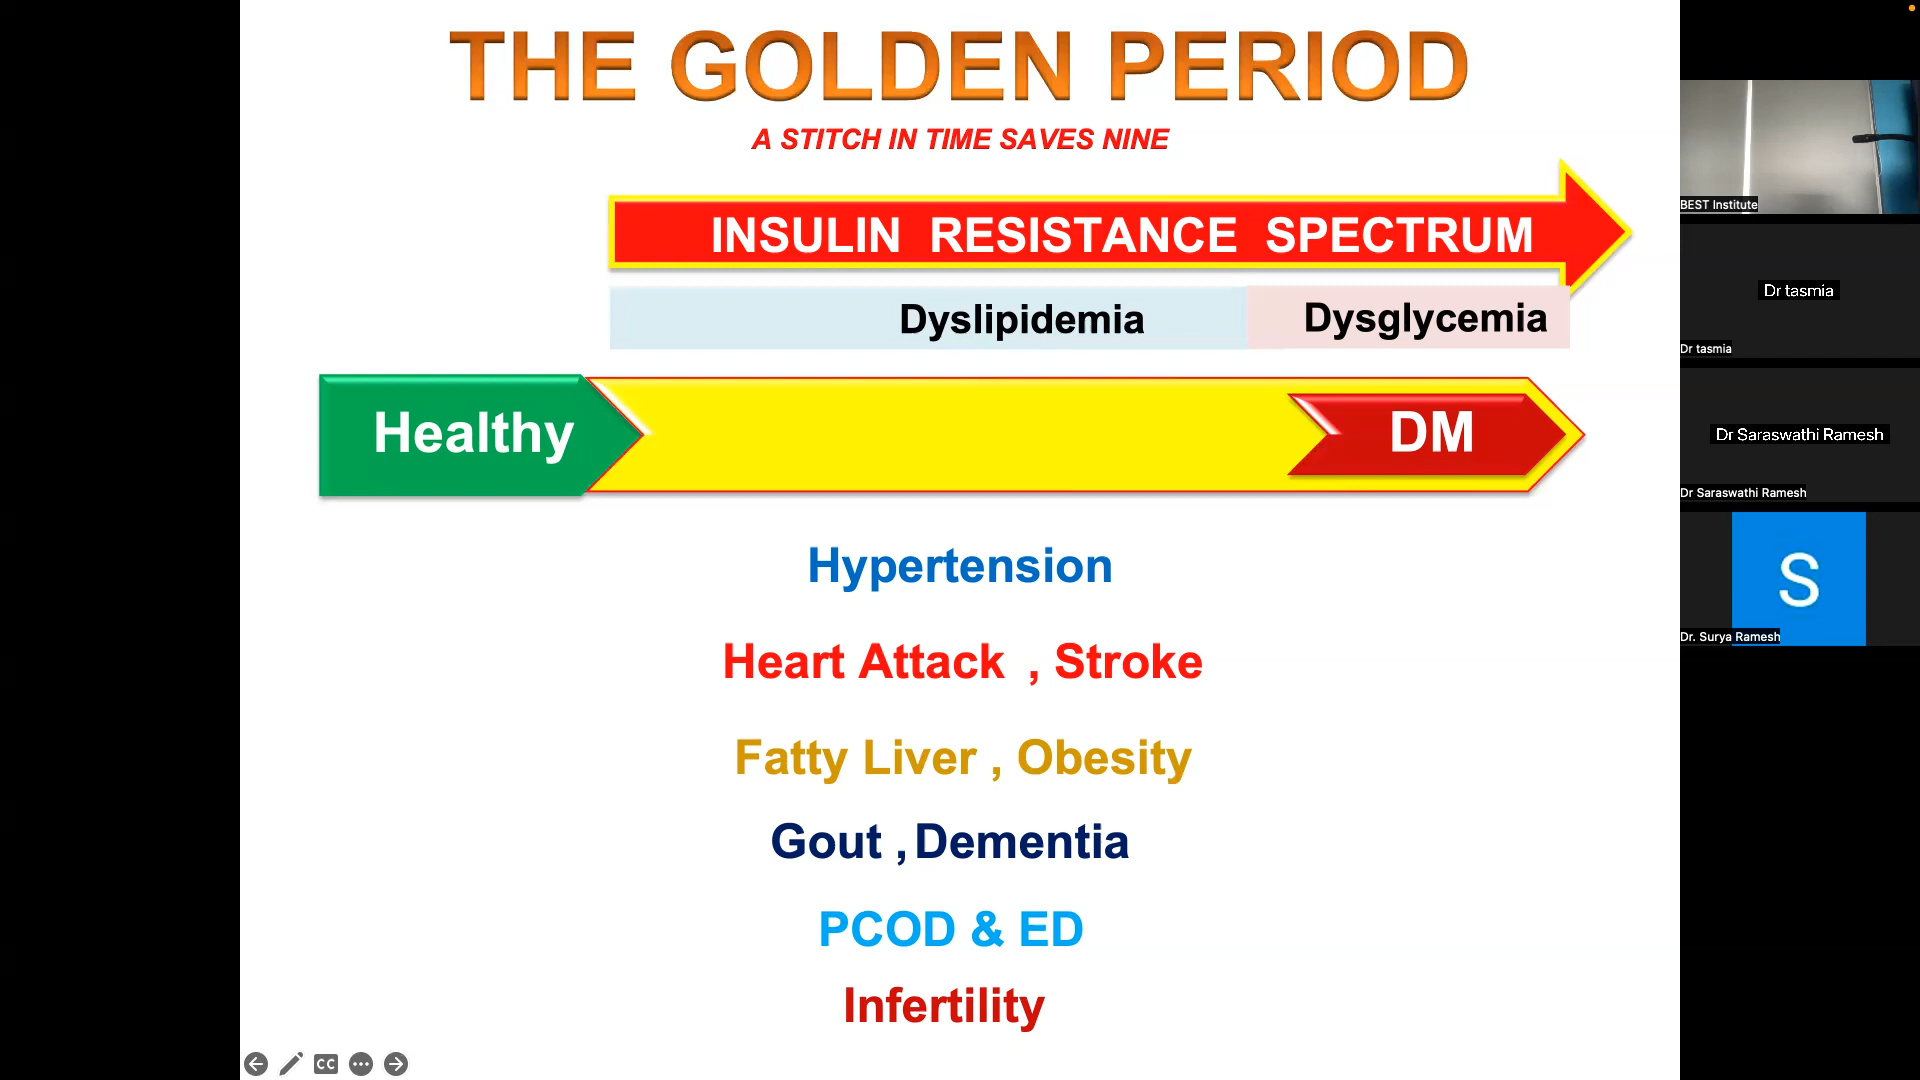 THE GOLDEN PERIOD
A STITCH IN TIME SAVES NINE
INSULIN RESISTANCE SPECTRUM
Dyslipidemia
Dysglycemia
Healthy
DM
Hypertension
Heart Attack , Stroke
Fatty Liver , Obesity
Gout , Dementia
PCOD & ED
Infertility
CC
BEST Institute
Dr tasmia
Dr tasmia
Dr Saraswathi Ramesh
Dr Saraswathi Ramesh
S
Dr. Surya Ramesh